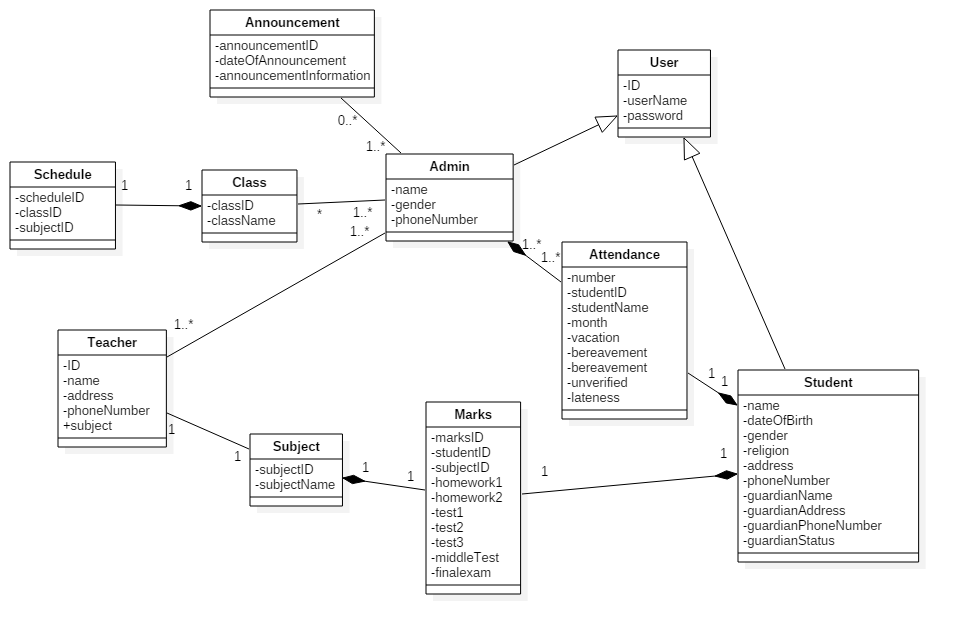 Announcement
-announcementID
-dateOfAnnouncement
-announcementInformation
User
-ID
-userName
-password
0..*
1..*
Admin
-name
-gender
-phoneNumber
Schedule
-scheduleID
-classID
-subjectID
1
1
Class
-classID
-className
*
1..*
1..*
1..*
1..*
1..*
Attendance
-number
-studentID
-studentName
-month
-vacation
-bereavement
-bereavement
-unverified
-lateness
Teacher
-ID
-name
-address
-phoneNumber
+subject
1
1
Student
-name
-dateOfBirth
-gender
-religion
-address
-phoneNumber
-guardianName
-guardianAddress
-guardianPhoneNumber
-guardianStatus
1
1
Subject
-subjectID
-subjectName
1
1
Marks
-marksID
-studentID
-subjectID
-homework1
-homework2
-test1
-test2
-test3
-middleTest
-finalexam
1
1